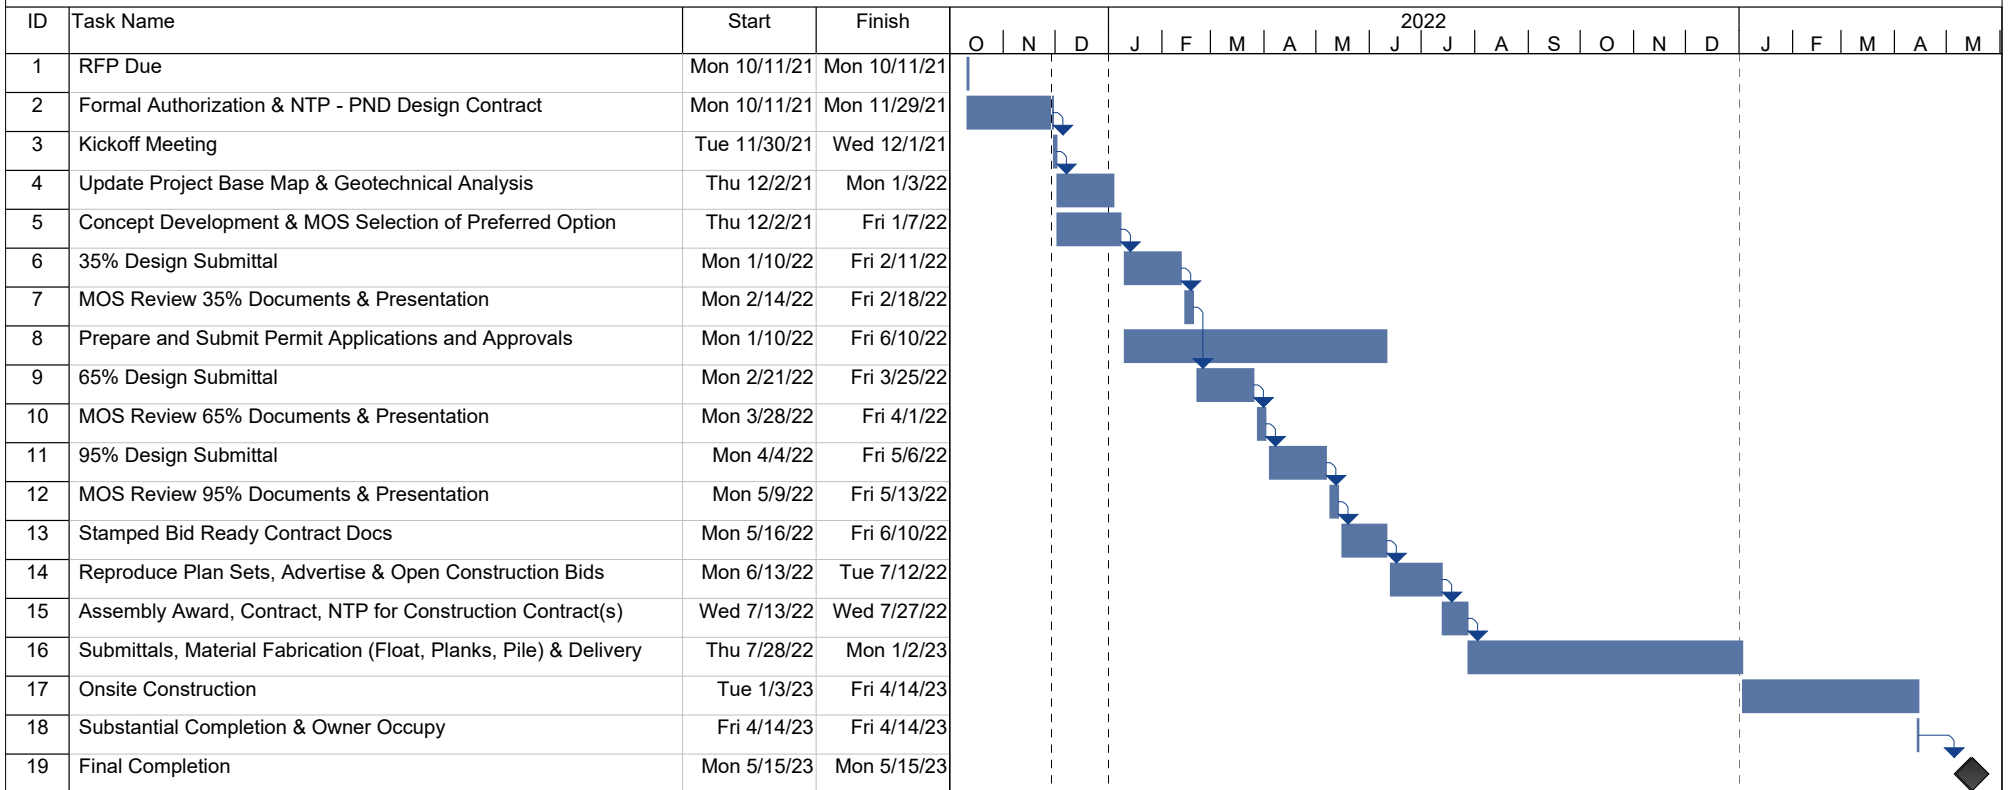 ID Task Name Start Finish 2022
O N D J F M A M J J A S O N D J F M A M
1 RFP Due Mon 10/11/21 Mon 10/11/21
2 Formal Authorization & NTP - PND Design Contract Mon 10/11/21 Mon 11/29/21
3 Kickoff Meeting Tue 11/30/21 Wed 12/1/21
4 Update Project Base Map & Geotechnical Analysis Thu 12/2/21 Mon 1/3/22
5 Concept Development & MOS Selection of Preferred Option Thu 12/2/21 Fri 1/7/22
6 35% Design Submittal Mon 1/10/22 Fri 2/11/22
7 MOS Review 35% Documents & Presentation Mon 2/14/22 Fri 2/18/22
8 Prepare and Submit Permit Applications and Approvals Mon 1/10/22 Fri 6/10/22
9 65% Design Submittal Mon 2/21/22 Fri 3/25/22
10 MOS Review 65% Documents & Presentation Mon 3/28/22 Fri 4/1/22
11 95% Design Submittal Mon 4/4/22 Fri 5/6/22
12 MOS Review 95% Documents & Presentation Mon 5/9/22 Fri 5/13/22
13 Stamped Bid Ready Contract Docs Mon 5/16/22 Fri 6/10/22
14 Reproduce Plan Sets, Advertise & Open Construction Bids Mon 6/13/22 Tue 7/12/22
15 Assembly Award, Contract, NTP for Construction Contract(s) Wed 7/13/22 Wed 7/27/22
16 Submittals, Material Fabrication (Float, Planks, Pile) & Delivery Thu 7/28/22 Mon 1/2/23
17 Onsite Construction Tue 1/3/23 Fri 4/14/23
18 Substantial Completion & Owner Occupy Fri 4/14/23 Fri 4/14/23
19 Final Completion Mon 5/15/23 Mon 5/15/23